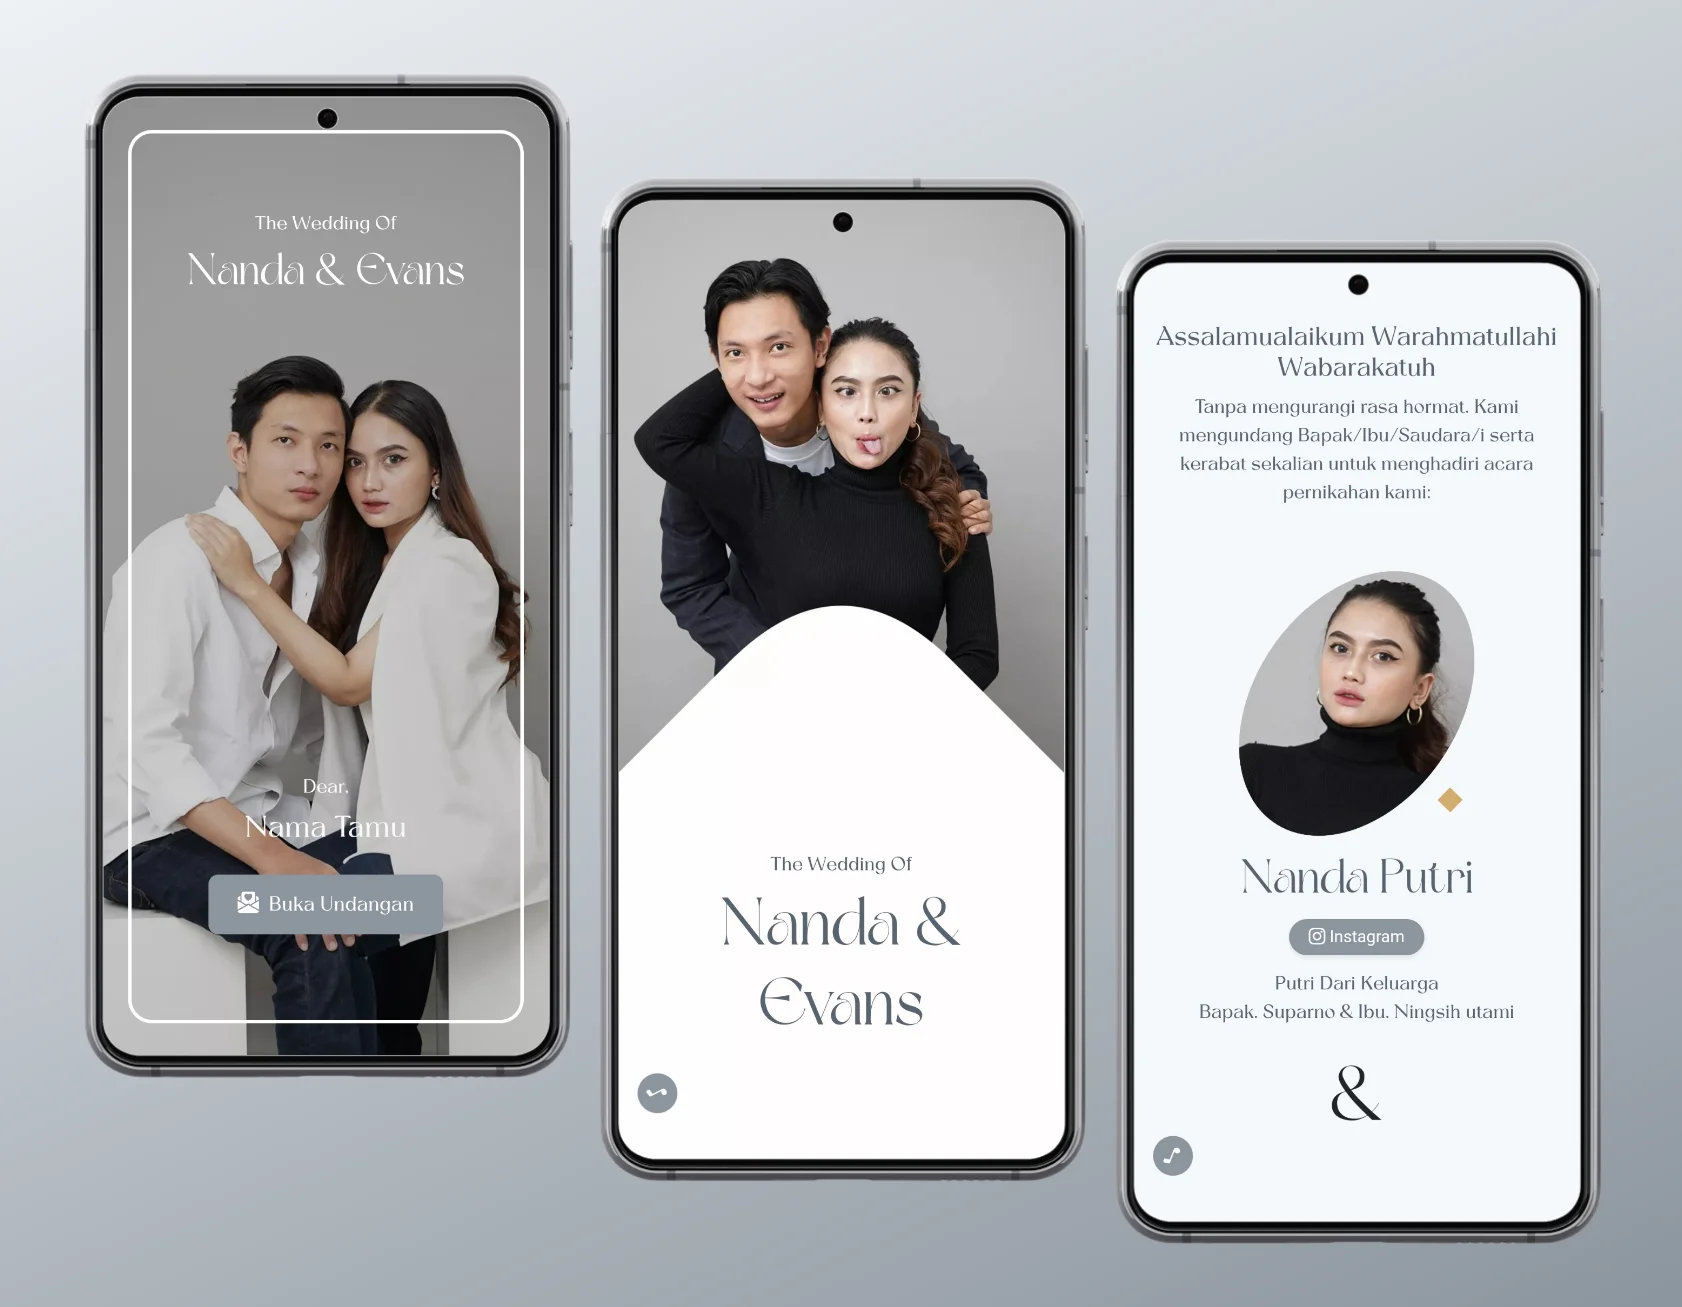 The Wedding Of
Nanda & Evans
Dear,
Nama Tamu
Buka Undangan
The Wedding Of
Nanda &
Evans
Assalamualaikum Warahmatullahi
Wabarakatuh
Tanpa mengurangi rasa hormat. Kami
mengundang Bapak/Ibu/Saudara/i serta
kerabat sekalian untuk menghadiri acara
pernikahan kami:
Nanda Putri
Instagram
Putri Dari Keluarga
Bapak. Suparno & Ibu. Ningsih utami
&